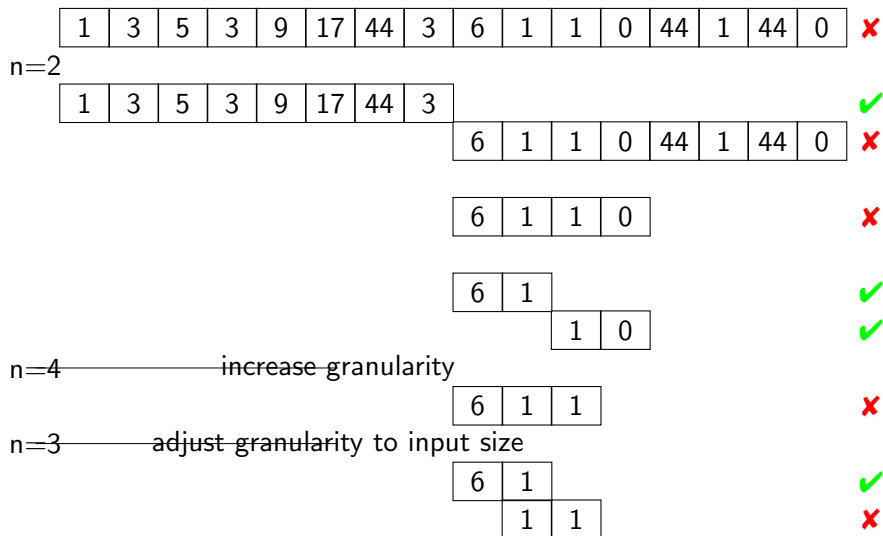 1 3 5 3 9 17 44 3 6 1 1 0 44 1 44 0 ✘
n=2
1 3 5 3 9 17 44 3 ✔
6 1 1 0 44 1 44 0 ✘
6 1 1 0 ✘
6 1 ✔
1 0 ✔
n=4 increase granularity
6 1 1 ✘
n=3 adjust granularity to input size
6 1 ✔
1 1 ✘